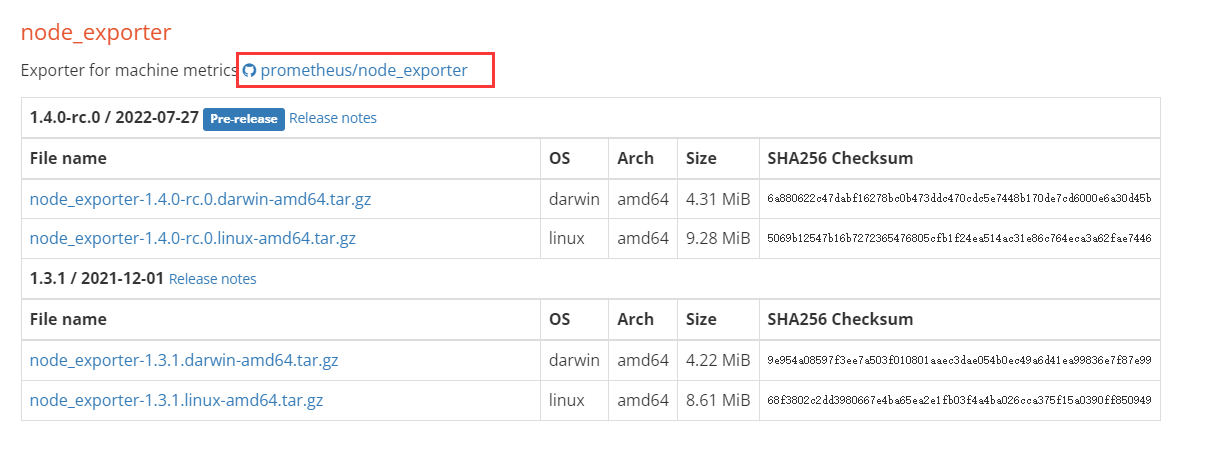 node_exporter
Exporter for machine metrics prometheus/node_exporter
1.4.0-rc.0 / 2022-07-27 Pre-release Release notes
File name OS Arch Size SHA256 Checksum
node_exporter-1.4.0-rc.0.darwin-amd64.tar.gz darwin amd64 4.31 MiB 6a880622c47dabf16278bc0b473ddc470cdc5e7448b170de7cd6000e6a30d45b
node_exporter-1.4.0-rc.0.linux-amd64.tar.gz linux amd64 9.28 MiB 5069b12547b16b7272365476805cfb1f24ea514ac31e86c764eca3a62fae7446
1.3.1 / 2021-12-01 Release notes
File name OS Arch Size SHA256 Checksum
node_exporter-1.3.1.darwin-amd64.tar.gz darwin amd64 4.22 MiB 9e954a08597f3ee7a503f010801aaec3dae054b0ec49a6d41ea99836e7f87e99
node_exporter-1.3.1.linux-amd64.tar.gz linux amd64 8.61 MiB 68f3802c2dd3980667e4ba65ea2e1fb03f4a4ba026cca375f15a0390ff850949